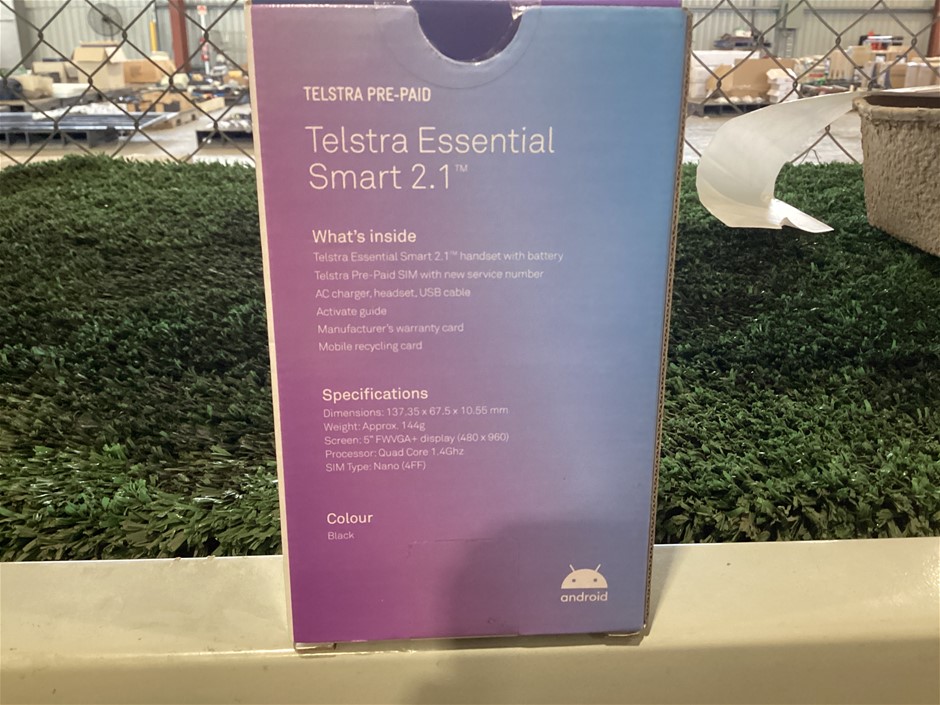 TELSTRA PRE-PAID
Telstra Essential
Smart 2.1™
What's inside
Telstra Essential Smart 2.1™ handset with battery
Telstra Pre-Paid SIM with new service number
AC charger, headset, USB cable
Activate guide
Manufacturer's warranty card
Mobile recycling card
Specifications
Dimensions: 137.35 x 67.5 x 10.55 mm
Weight: Approx. 144g
Screen: 5" FWVGA+ display (480 x 960)
Processor: Quad Core 1.4Ghz
SIM Type: Nano (4FF)
Colour
Black
android